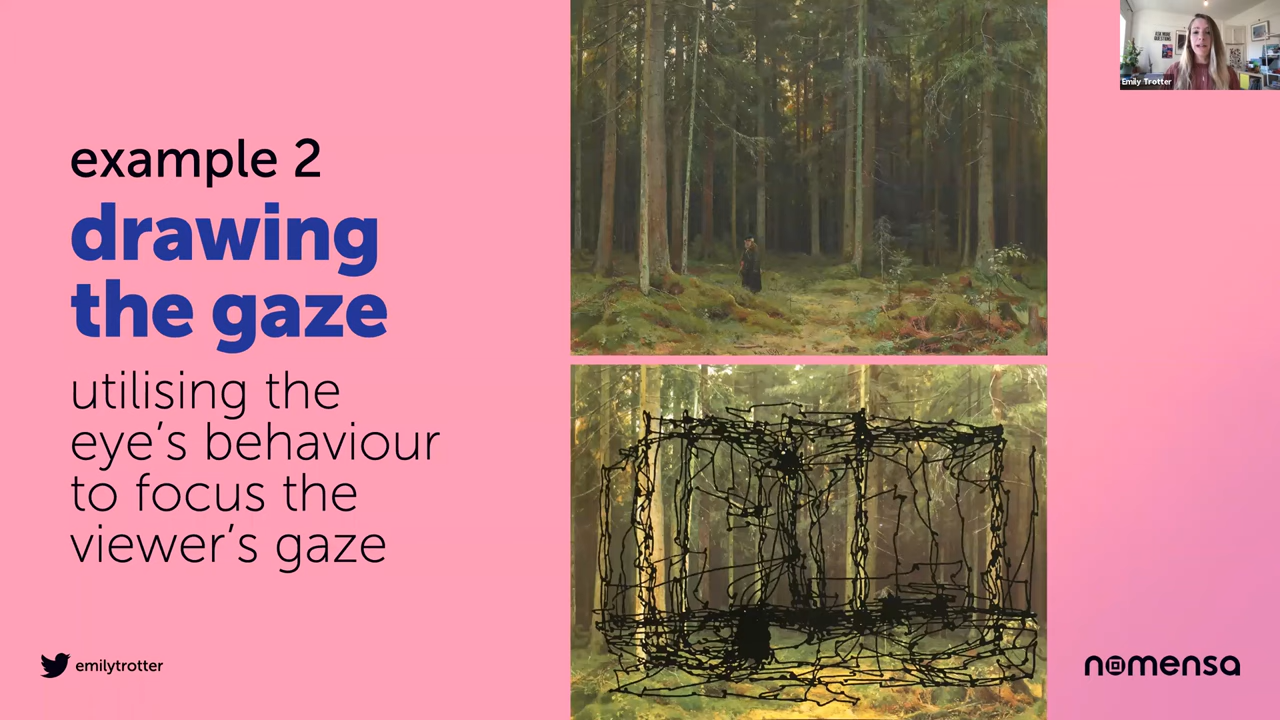 example 2
drawing
the gaze
utilising the
eye’s behaviour
to focus the
viewer’s gaze
emilytrotter
nomensa
Emily Trotter